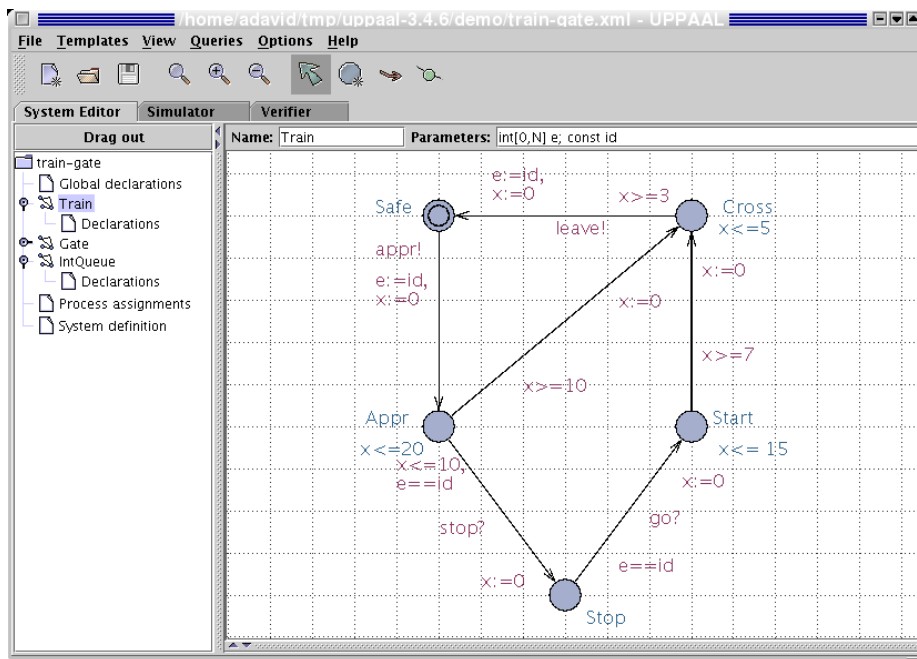 /home/adavid/tmp/uppaal-3.4.6/demo/train-gate.xml - UPPAAL
File Templates View Queries Options Help
System Editor Simulator Verifier
Drag out
Name: Train Parameters: int[0,N] e; const id
train-gate
Global declarations
Train
Declarations
Gate
IntQueue
Declarations
Process assignments
System definition
e:=id,
x:=0
x>=3
Safe
Cross
x<=5
leave!
appr!
e:=id,
x:=0
x:=0
x:=0
x>=7
x>=10
Appr
x<=20
Start
x<= 15
x<=10,
e==id
x:=0
stop?
go?
e==id
x:=0
Stop